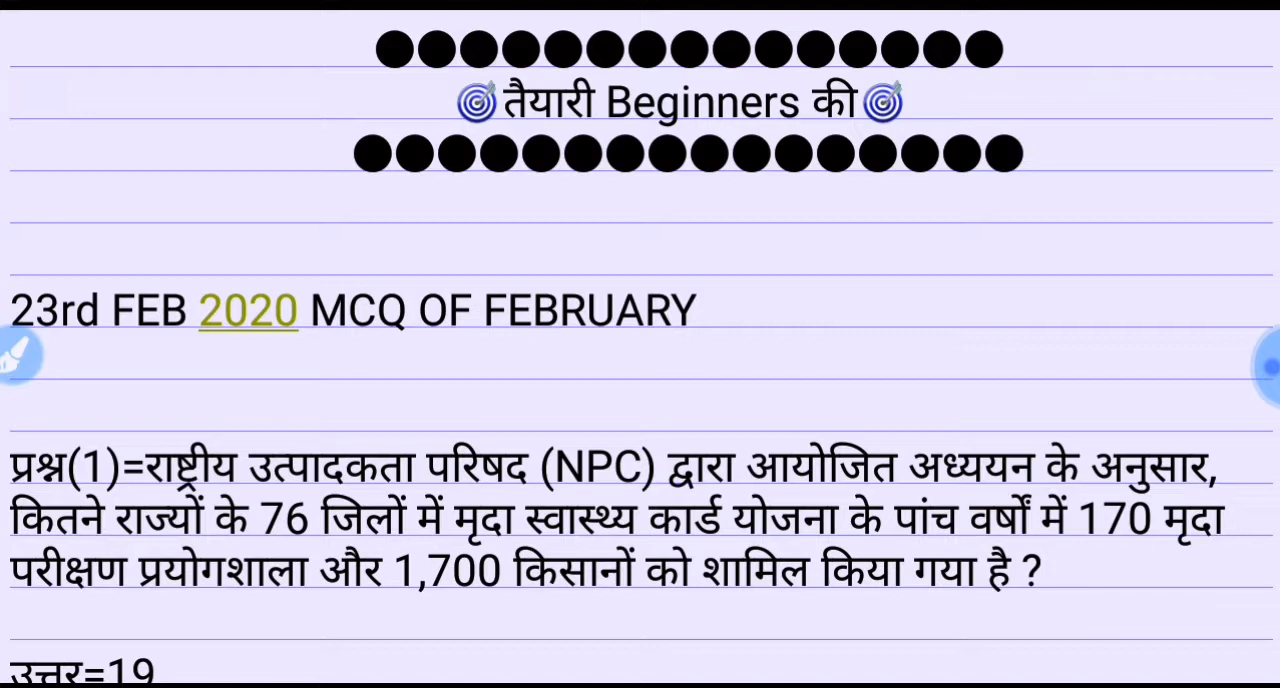 ●●●●●●●●●●●●●●●
🎯तैयारी Beginners की🎯
●●●●●●●●●●●●●●●●
23rd FEB 2020 MCQ OF FEBRUARY
प्रश्न(1)=राष्ट्रीय उत्पादकता परिषद (NPC) द्वारा आयोजित अध्ययन के अनुसार,
कितने राज्यों के 76 जिलों में मृदा स्वास्थ्य कार्ड योजना के पांच वर्षों में 170 मृदा
परीक्षण प्रयोगशाला और 1,700 किसानों को शामिल किया गया है ?
उत्तर=19